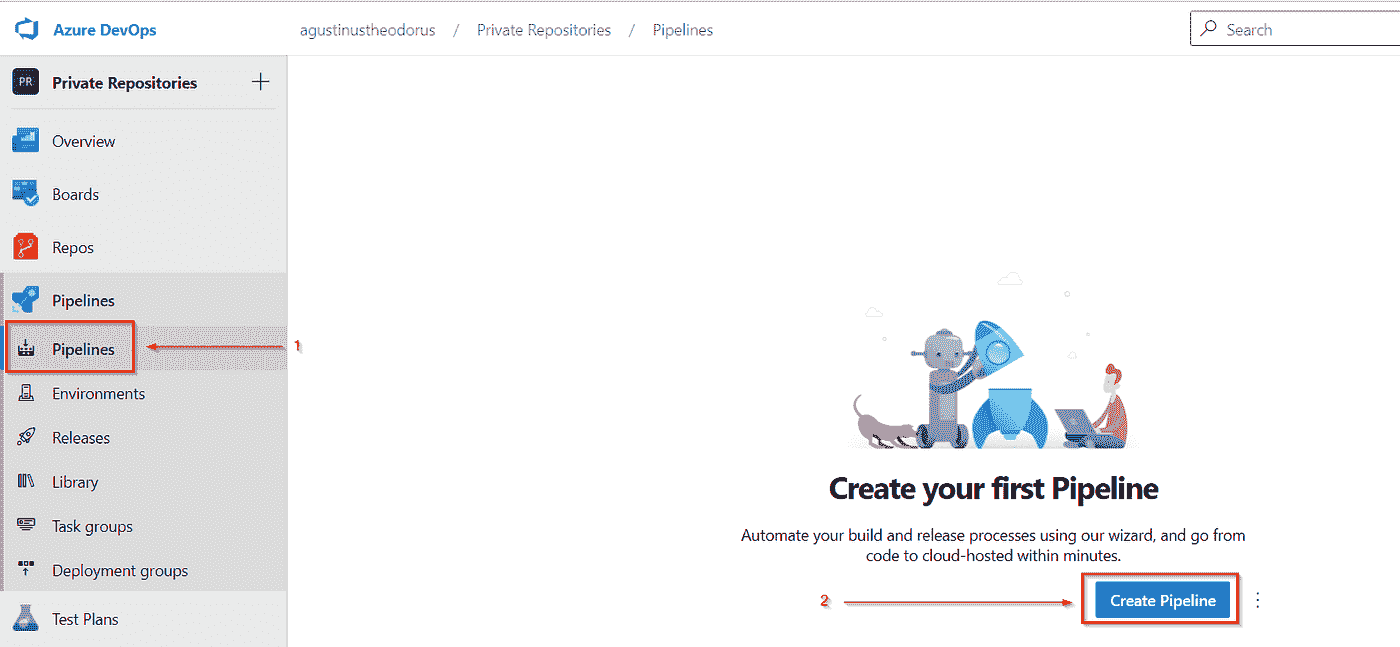 Azure DevOps
agustinustheodorus / Private Repositories / Pipelines
Search
PR Private Repositories +
Overview
Boards
Repos
Pipelines
Pipelines
1
Environments
Releases
Library
Task groups
Deployment groups
Test Plans
Create your first Pipeline
Automate your build and release processes using our wizard, and go from
code to cloud-hosted within minutes.
2
Create Pipeline